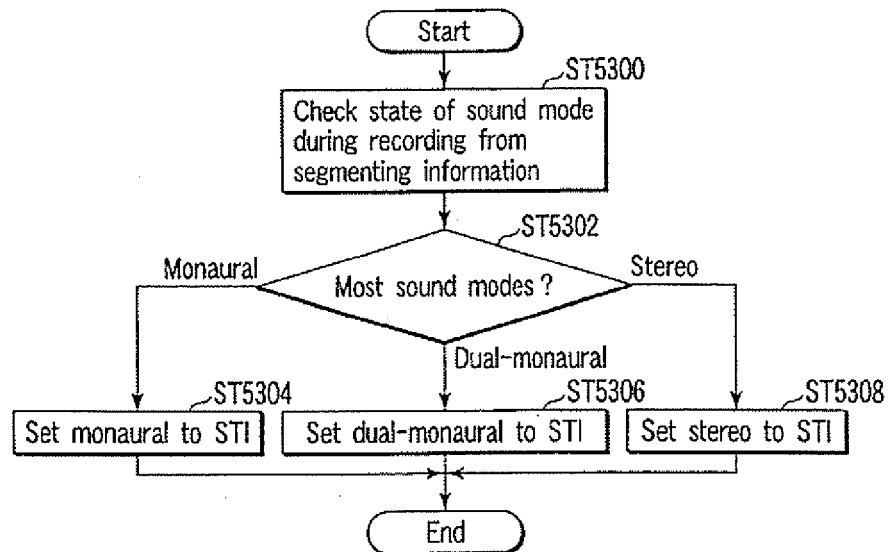 Start
ST5300
Check state of sound mode
during recording from
segmenting information
ST5302
Monaural
Most sound modes?
Stereo
Dual-monaural
ST5304
ST5306
ST5308
Set monaural to STI
Set dual-monaural to STI
Set stereo to STI
End